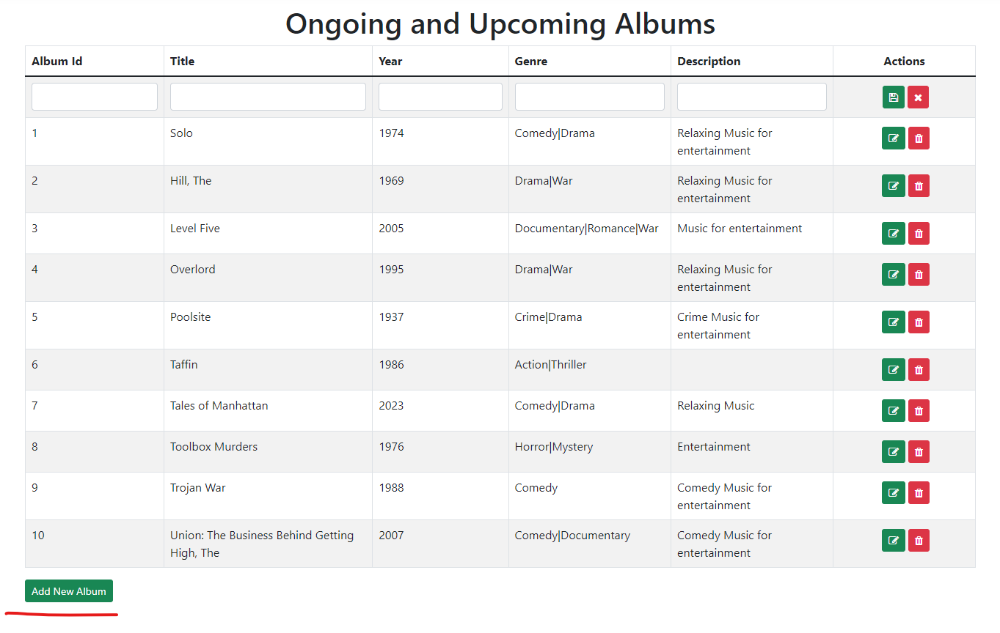 Ongoing and Upcoming Albums
Album Id Title Year Genre Description Actions
1 Solo 1974 Comedy|Drama Relaxing Music for
entertainment
2 Hill, The 1969 Drama|War Relaxing Music for
entertainment
3 Level Five 2005 Documentary|Romance|War Music for entertainment
4 Overlord 1995 Drama|War Relaxing Music for
entertainment
5 Poolsite 1937 Crime|Drama Crime Music for
entertainment
6 Taffin 1986 Action|Thriller
7 Tales of Manhattan 2023 Comedy|Drama Relaxing Music
8 Toolbox Murders 1976 Horror|Mystery Entertainment
9 Trojan War 1988 Comedy Comedy Music for
entertainment
10 Union: The Business Behind Getting 2007 Comedy|Documentary Comedy Music for
High, The entertainment
Add New Album